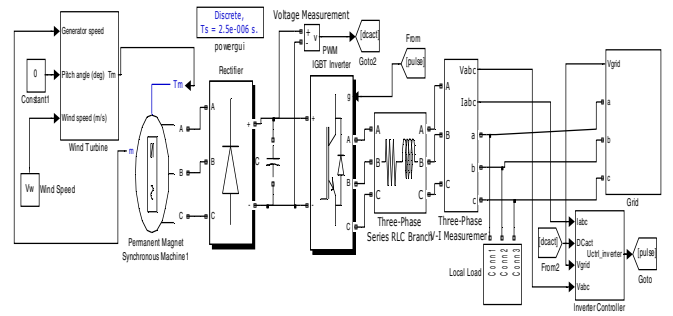 Discrete,
Ts = 2.5e-006 s.
powergui
Voltage Measurement
+
-
v
[dcact]
Goto2
PWM
IGBT Inverter
From
[pulse]
Generator speed
Pitch angle (deg) Tm
Wind speed (m/s)
Wind Turbine
0
Constant1
Vw
Wind Speed
Tm
m
A
B
C
Permanent Magnet
Synchronous Machine1
Rectifier
A
B
C
+
-
C
g
+
-
A
B
C
A
B
C
A
B
C
Three-Phase
Series RLC Branch
A
B
C
Vabc
Iabc
a
b
c
Three-Phase
V-I Measuremer
Vgrid
a
b
c
Grid
Conn1
Conn2
Conn3
Local Load
[dcact]
From2
Iabc
DCact
Uctrl_inverter
Vgrid
Vabc
Inverter Controller
[pulse]
Goto